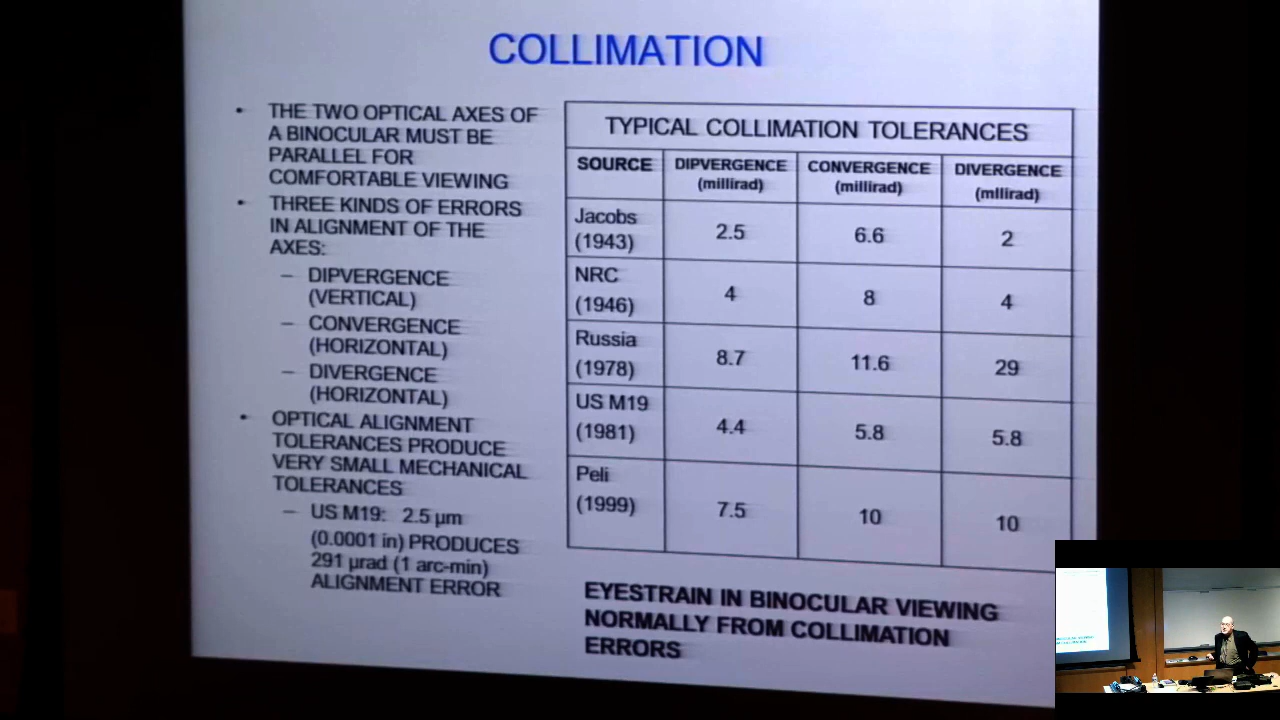 COLLIMATION
• THE TWO OPTICAL AXES OF
A BINOCULAR MUST BE
PARALLEL FOR
COMFORTABLE VIEWING
• THREE KINDS OF ERRORS
IN ALIGNMENT OF THE
AXES:
– DIPVERGENCE
(VERTICAL)
– CONVERGENCE
(HORIZONTAL)
– DIVERGENCE
(HORIZONTAL)
• OPTICAL ALIGNMENT
TOLERANCES PRODUCE
VERY SMALL MECHANICAL
TOLERANCES
– US M19: 2.5 µm
(0.0001 in) PRODUCES
291 µrad (1 arc-min)
ALIGNMENT ERROR
TYPICAL COLLIMATION TOLERANCES
SOURCE DIPVERGENCE CONVERGENCE DIVERGENCE
(millirad) (millirad) (millirad)
Jacobs
(1943) 2.5 6.6 2
NRC
(1946) 4 8 4
Russia
(1978) 8.7 11.6 29
US M19
(1981) 4.4 5.8 5.8
Peli
(1999) 7.5 10 10
EYESTRAIN IN BINOCULAR VIEWING
NORMALLY FROM COLLIMATION
ERRORS